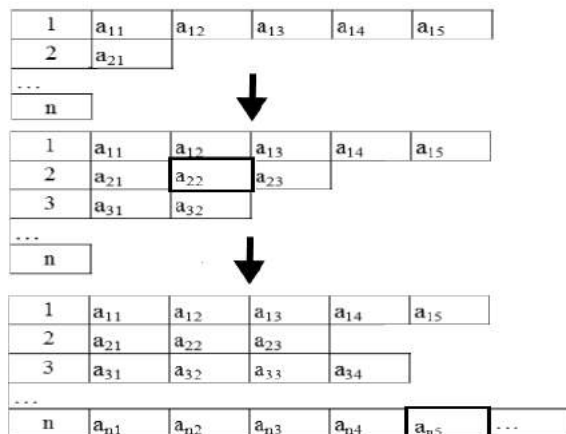 1 a₁₁ a₁₂ a₁₃ a₁₄ a₁₅
2 a₂₁
...
n
1 a₁₁ a₁₂ a₁₃ a₁₄ a₁₅
2 a₂₁ a₂₂ a₂₃
3 a₃₁ a₃₂
...
n
1 a₁₁ a₁₂ a₁₃ a₁₄ a₁₅
2 a₂₁ a₂₂ a₂₃
3 a₃₁ a₃₂ a₃₃ a₃₄
...
n aₙ₁ aₙ₂ aₙ₃ aₙ₄ aₙ₅ ...